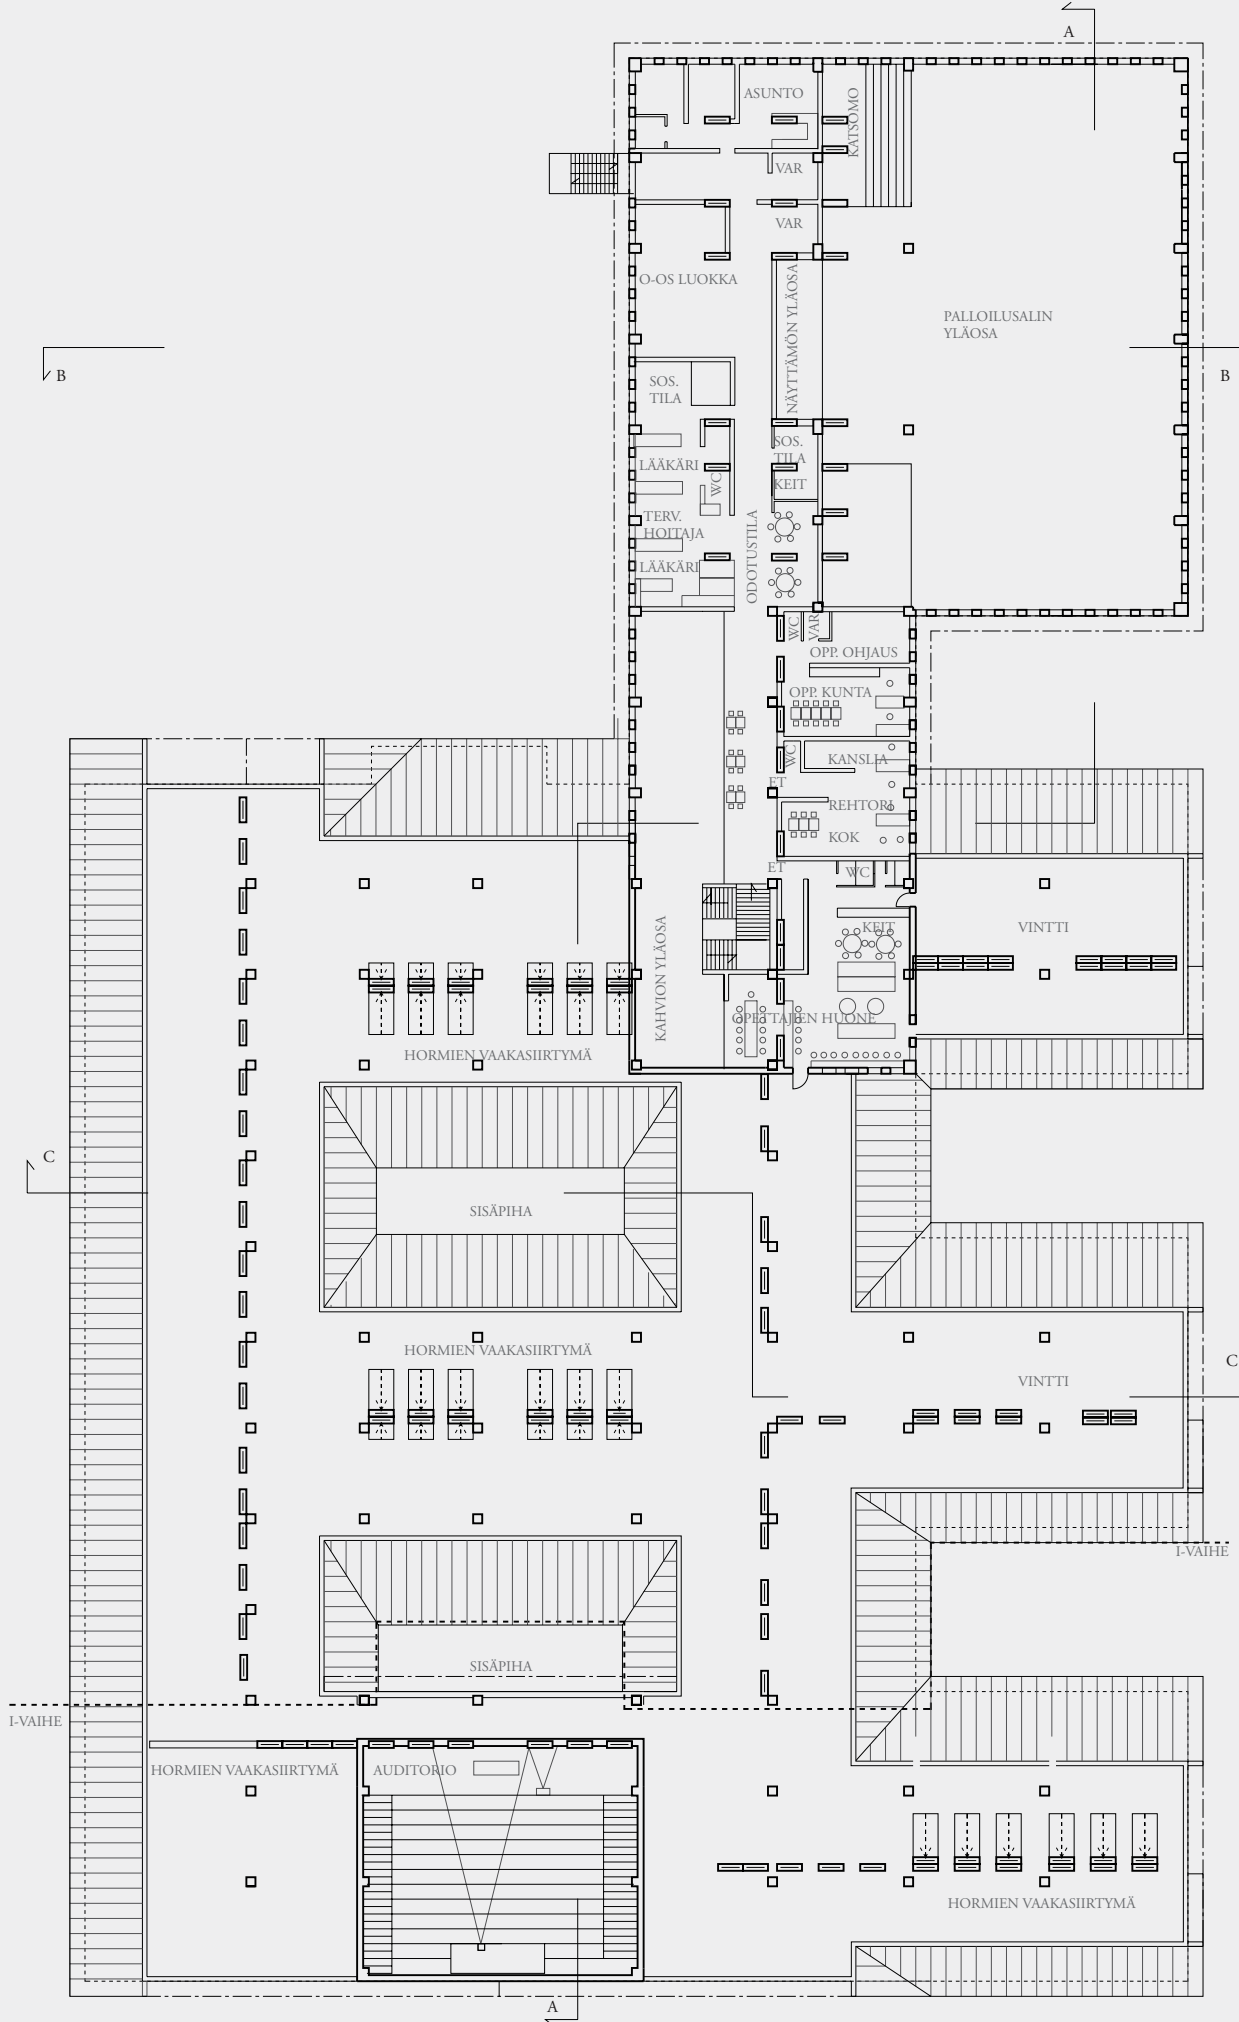 A
ASUNTO
KATSOMO
VAR
VAR
O-OS LUOKKA
NÄYTTÄMÖN YLÄOSA
PALLOILUSALIN
YLÄOSA
B
B
SOS.
TILA
SOS.
TILA
LÄÄKÄRI
WC
KEIT
TERV.
HOITAJA
ODOTUSTILA
LÄÄKÄRI
WC
VAR
OPP. OHJAUS
OPP. KUNTA
WC
KANSLIA
ET
REHTORI
KOK
ET
WC
KAHVION YLÄOSA
KEIT
VINTTI
OPETTAJIEN HUONE
HORMIEN VAAKASIIRTYMÄ
C
SISÄPIHA
HORMIEN VAAKASIIRTYMÄ
C
VINTTI
I-VAIHE
SISÄPIHA
I-VAIHE
HORMIEN VAAKASIIRTYMÄ
AUDITORIO
HORMIEN VAAKASIIRTYMÄ
A